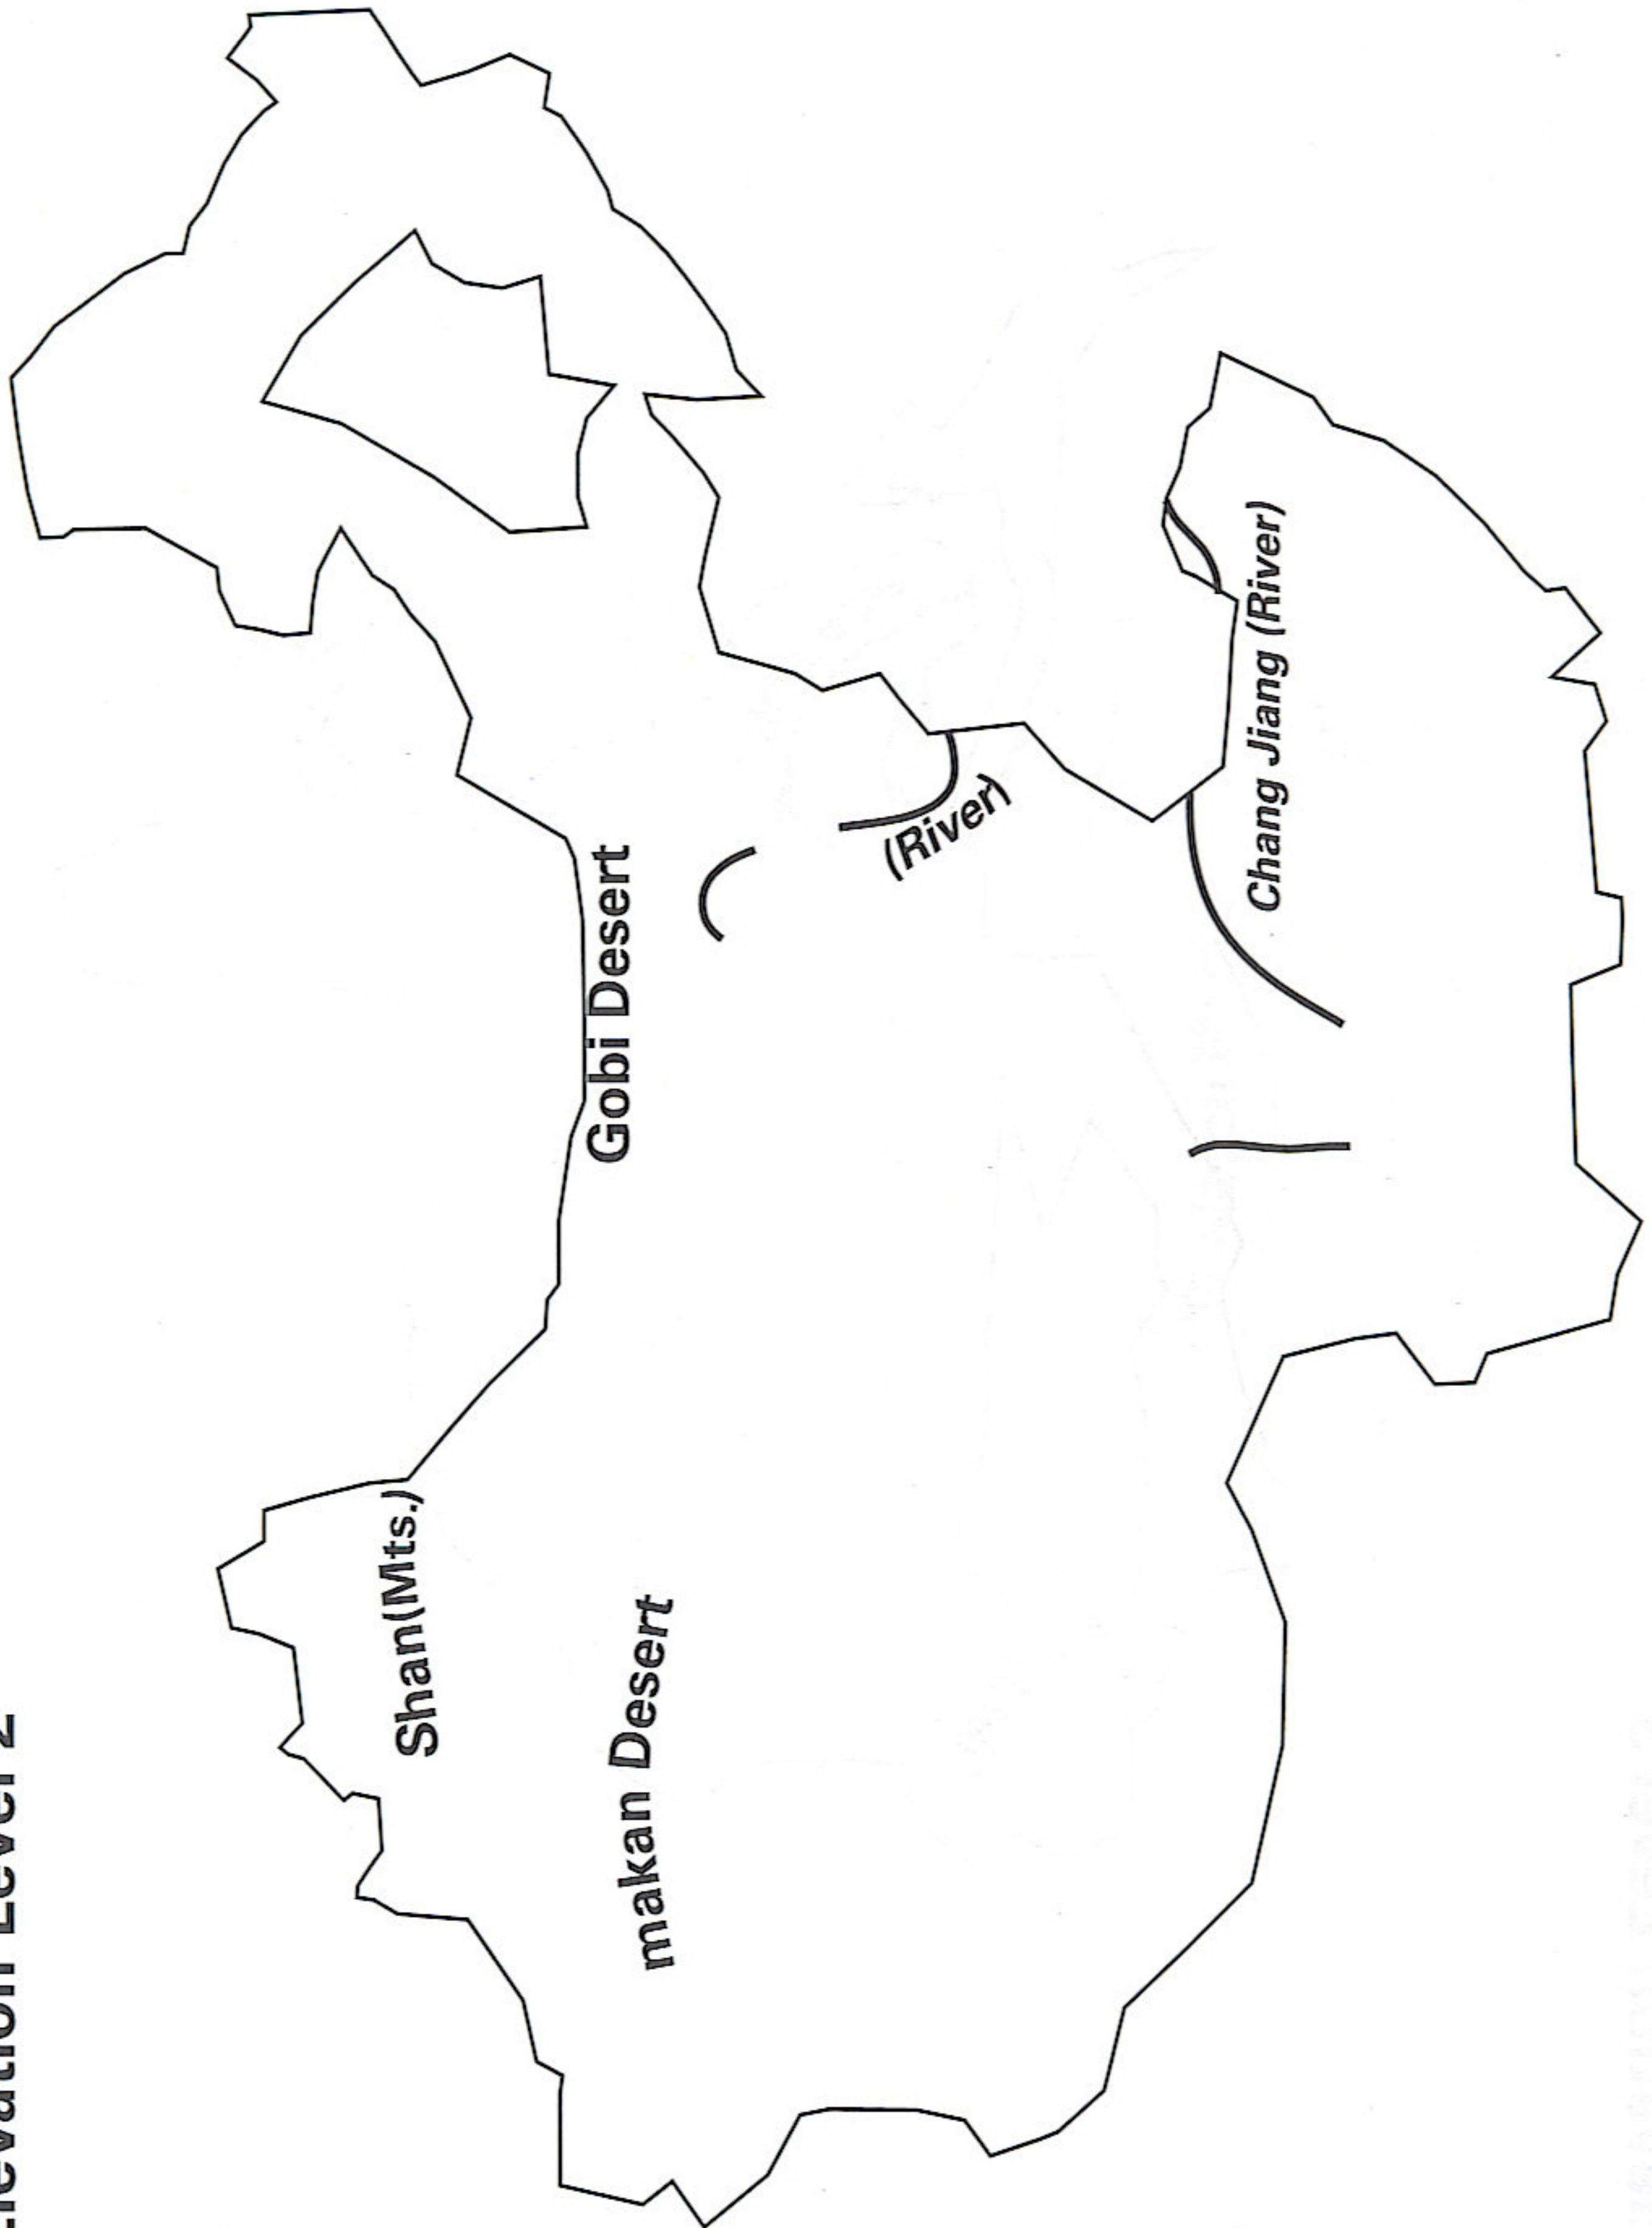 Elevation Level 2
Shan(Mts.)
Gobi Desert
makan Desert
(River)
Chang Jiang (River)